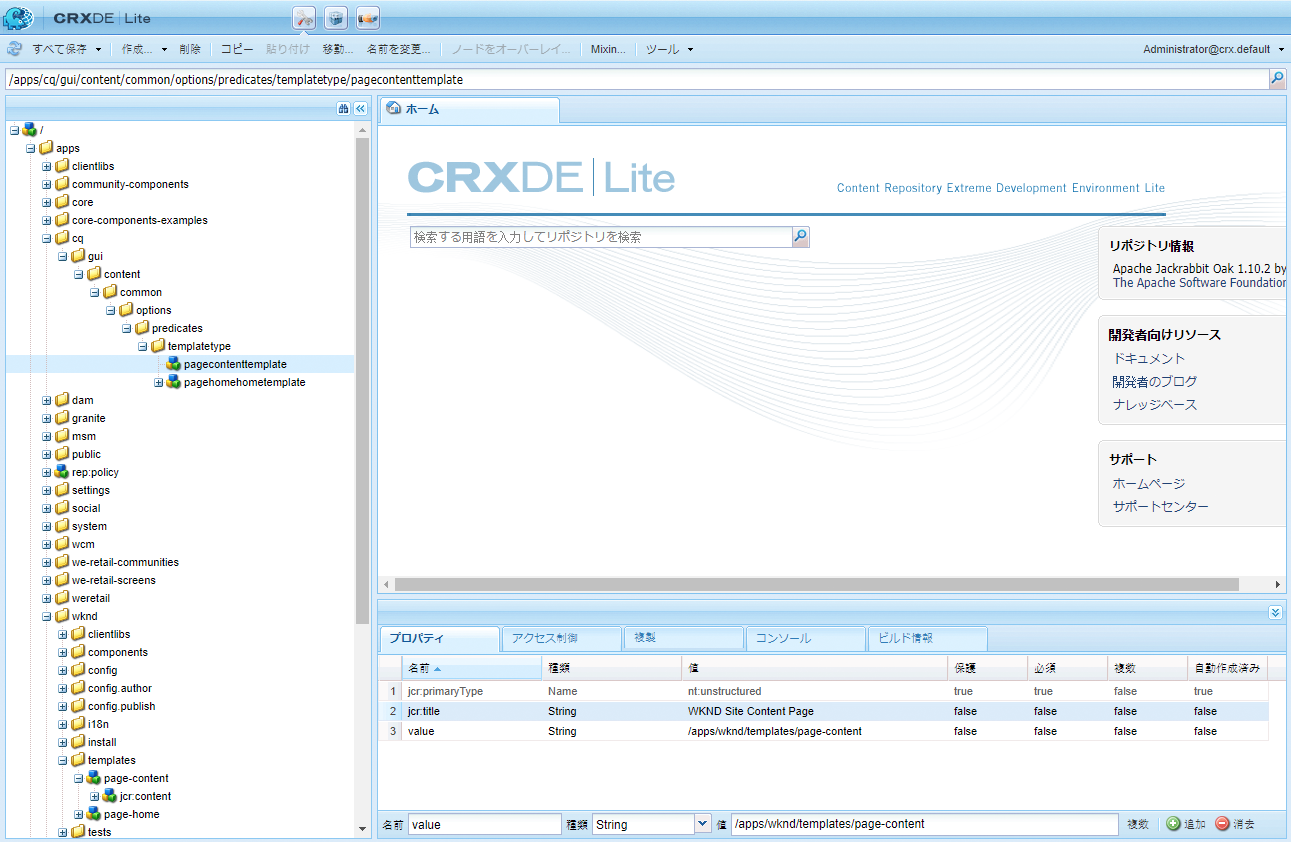 CRXDE | Lite
すべて保存 作成... 削除 コピー 貼り付け 移動... 名前を変更... ノードをオーバーレイ... Mixin... ツール Administrator@crx.default
/apps/cq/gui/content/common/options/predicates/templatetype/pagecontenttemplate
/
apps
clientlibs
community-components
core
core-components-examples
cq
gui
content
common
options
predicates
templatetype
pagecontenttemplate
pagehomehometemplate
dam
granite
msm
public
rep:policy
settings
social
system
wcm
we-retail-communities
we-retail-screens
weretail
wknd
clientlibs
components
config
config.author
config.publish
i18n
install
templates
page-content
jcr:content
page-home
tests
ホーム
CRXDE | Lite
Content Repository Extreme Development Environment Lite
検索する用語を入力してリポジトリを検索
リポジトリ情報
Apache Jackrabbit Oak 1.10.2 by
The Apache Software Foundation
開発者向けリソース
ドキュメント
開発者のブログ
ナレッジベース
サポート
ホームページ
サポートセンター
プロパティ アクセス制御 複製 コンソール ビルド情報
名前 種類 値 保護 必須 複数 自動作成済み
1 jcr:primaryType Name nt:unstructured true true false true
2 jcr:title String WKND Site Content Page false false false false
3 value String /apps/wknd/templates/page-content false false false false
名前 value 種類 String 値 /apps/wknd/templates/page-content 複数 追加 消去